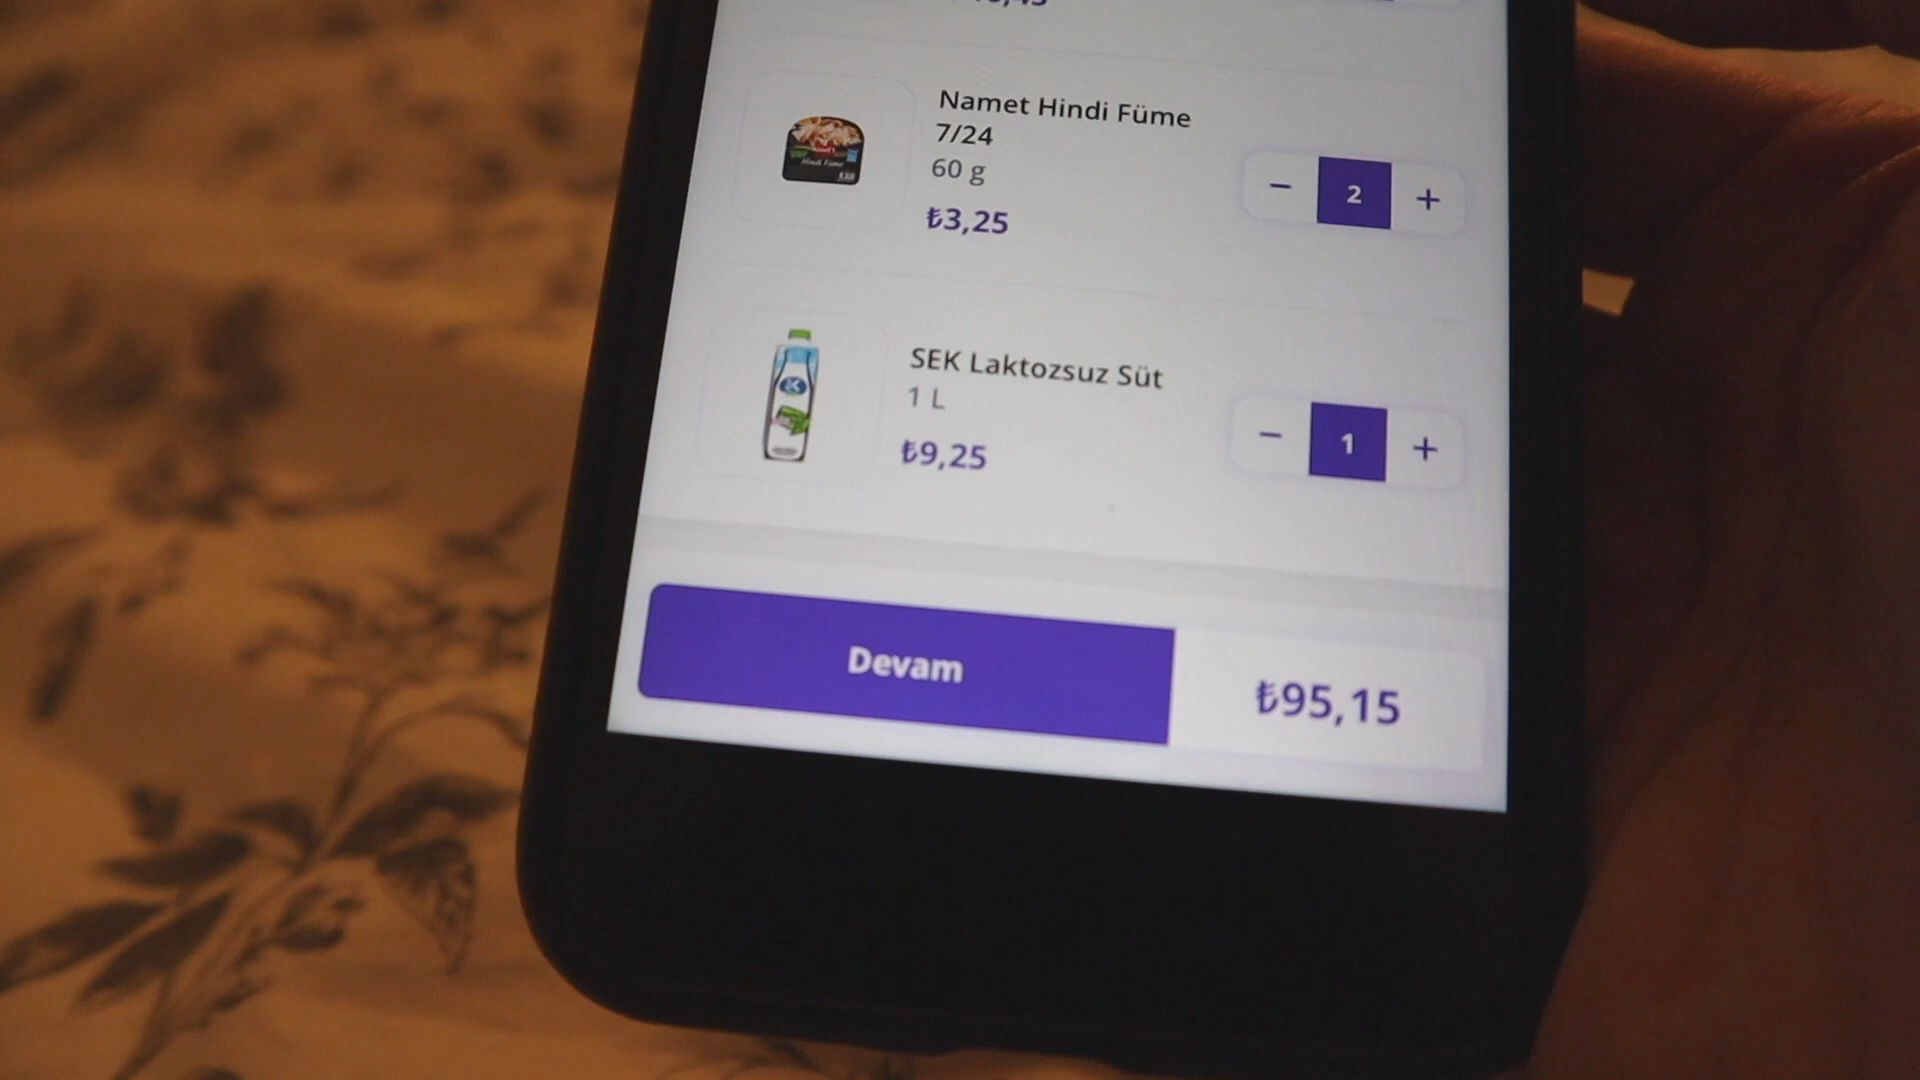 Namet Hindi Füme
7/24
60 g
₺3,25
−
2
+
SEK Laktozsuz Süt
1 L
₺9,25
−
1
+
Devam
₺95,15